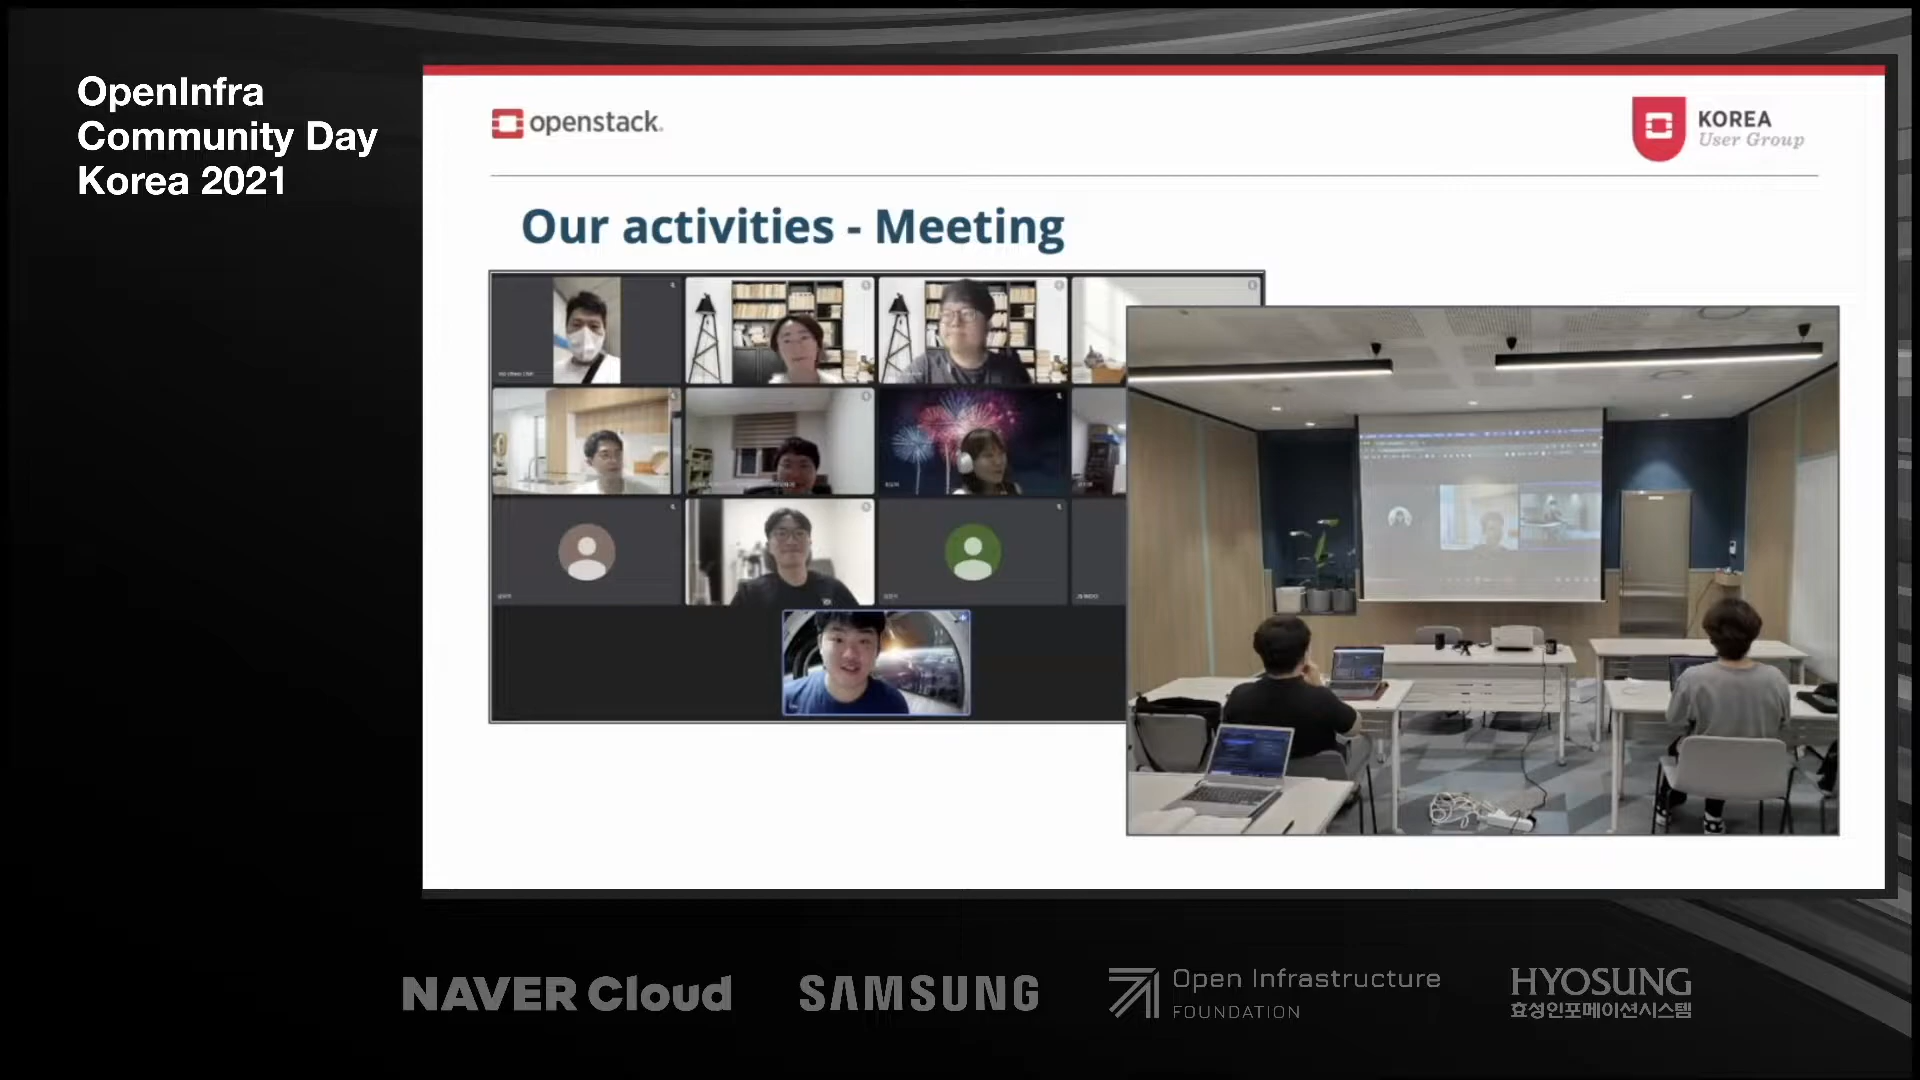 OpenInfra
Community Day
Korea 2021
openstack.
KOREA
User Group
Our activities - Meeting
NAVER Cloud
SAMSUNG
Open Infrastructure
FOUNDATION
HYOSUNG
효성인포메이션시스템